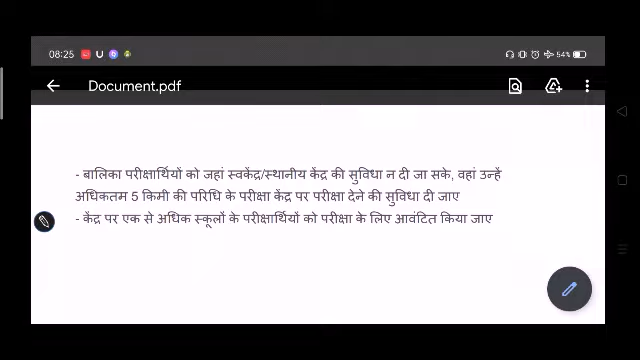 08:25
54%
Document.pdf
- बालिका परीक्षार्थियों को जहां स्वकेंद्र/स्थानीय केंद्र की सुविधा न दी जा सके, वहां उन्हें
अधिकतम 5 किमी की परिधि के परीक्षा केंद्र पर परीक्षा देने की सुविधा दी जाए
- केंद्र पर एक से अधिक स्कूलों के परीक्षार्थियों को परीक्षा के लिए आवंटित किया जाए